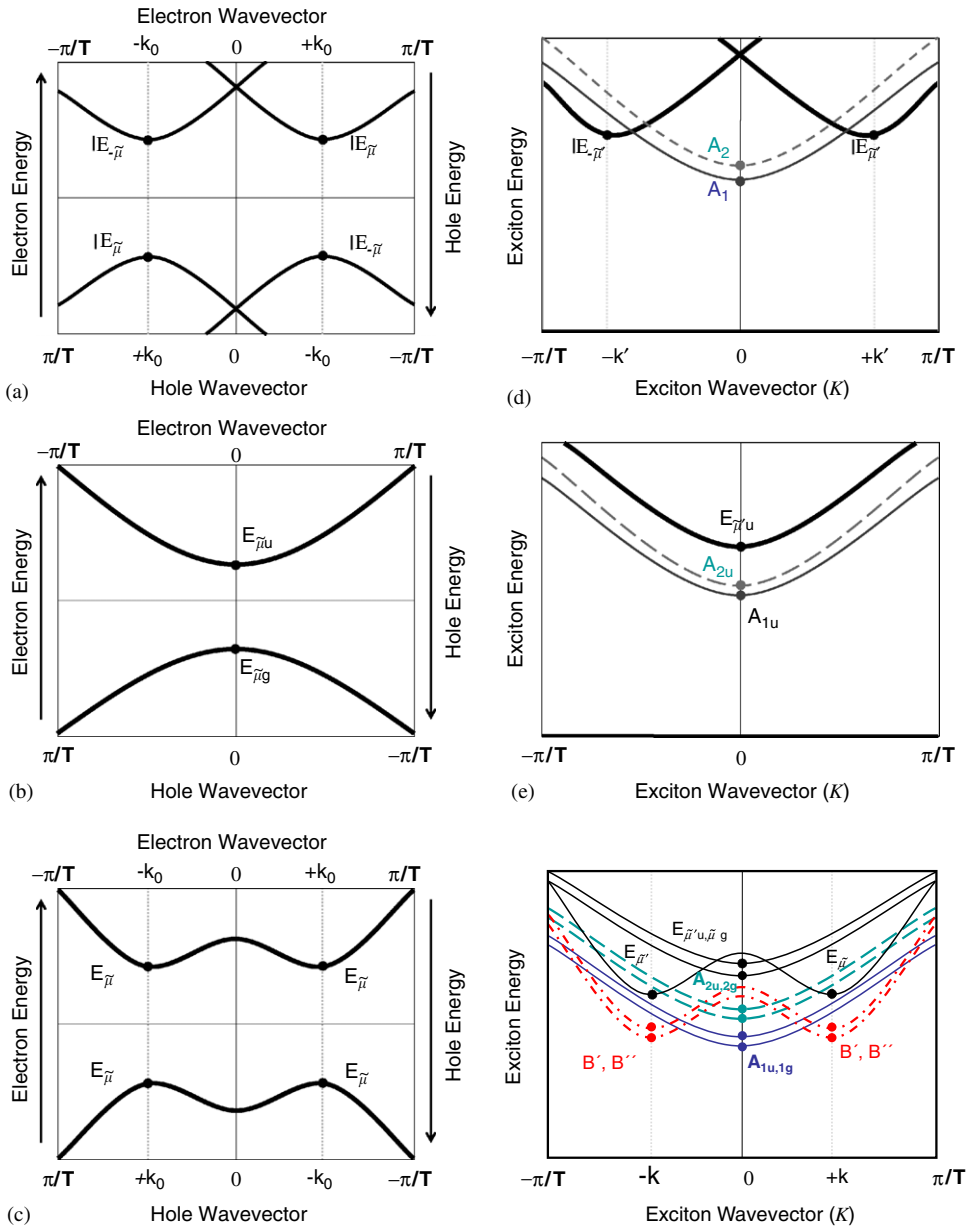 Electron Wavevector
−π/T -k₀ 0 +k₀ π/T
Electron Energy
Hole Energy
|E-μ̃ |Eμ̃
|Eμ̃ |E-μ̃
π/T +k₀ 0 -k₀ −π/T
(a) Hole Wavevector
Exciton Energy
|E-μ̃′ |Eμ̃′
A₂
A₁
−π/T −k′ 0 +k′ π/T
(d) Exciton Wavevector (K)
Electron Wavevector
−π/T 0 π/T
Electron Energy
Hole Energy
Eμ̃u
Eμ̃g
π/T 0 −π/T
(b) Hole Wavevector
Exciton Energy
Eμ̃′u
A2u
A1u
−π/T 0 π/T
(e) Exciton Wavevector (K)
Electron Wavevector
−π/T -k₀ 0 +k₀ π/T
Electron Energy
Hole Energy
Eμ̃ Eμ̃
Eμ̃ Eμ̃
π/T +k₀ 0 -k₀ −π/T
(c) Hole Wavevector
Exciton Energy
Eμ̃′u,μ̃ g
Eμ̃′ Eμ̃
A2u,2g
B′, B′′ B′, B′′
A1u,1g
−π/T -k 0 +k π/T
Exciton Wavevector (K)